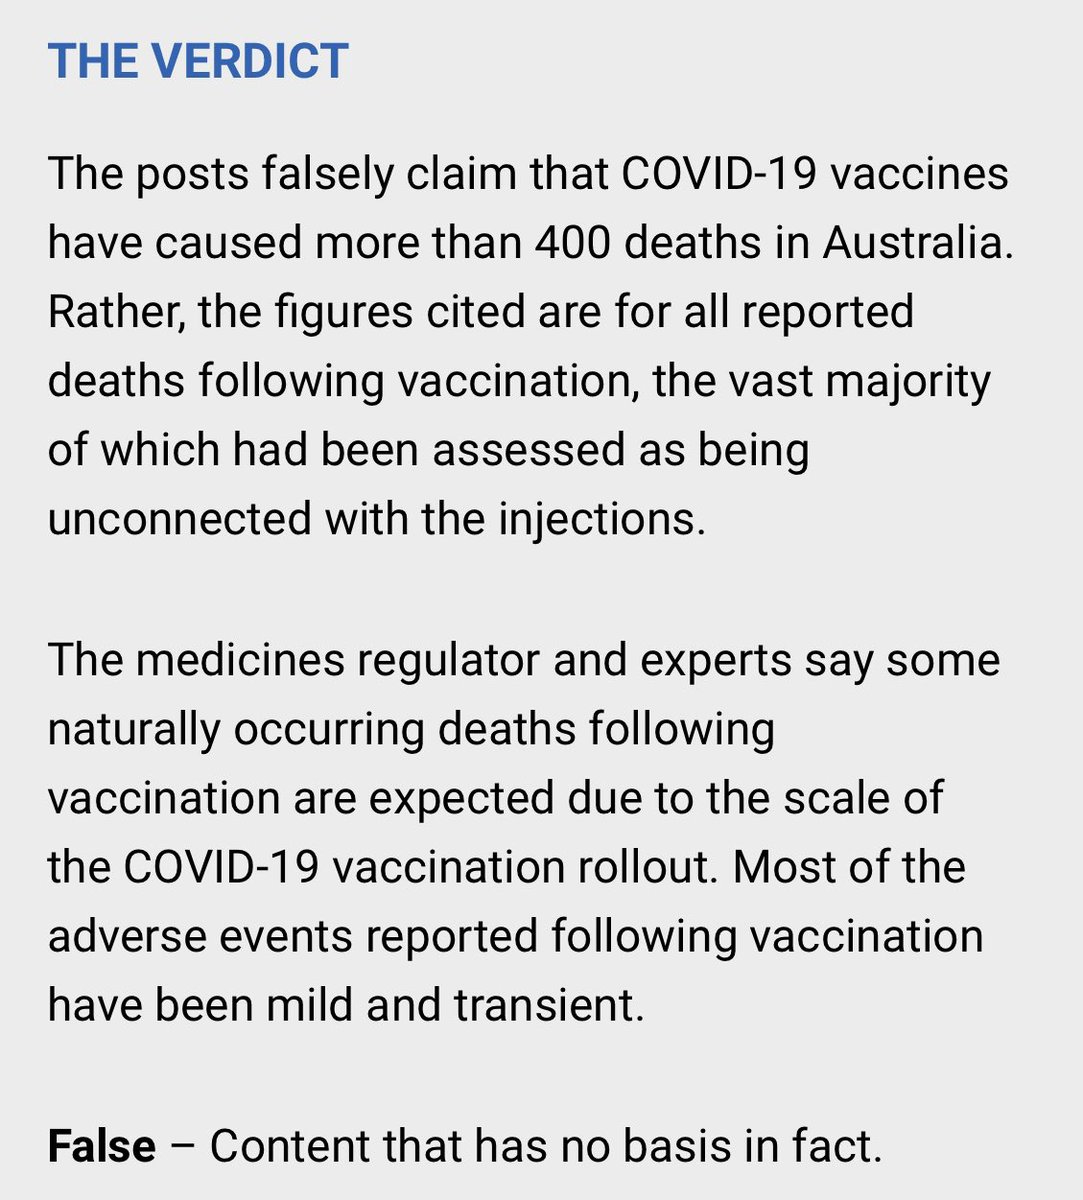 THE VERDICT
The posts falsely claim that COVID-19 vaccines
have caused more than 400 deaths in Australia.
Rather, the figures cited are for all reported
deaths following vaccination, the vast majority
of which had been assessed as being
unconnected with the injections.
The medicines regulator and experts say some
naturally occurring deaths following
vaccination are expected due to the scale of
the COVID-19 vaccination rollout. Most of the
adverse events reported following vaccination
have been mild and transient.
False – Content that has no basis in fact.